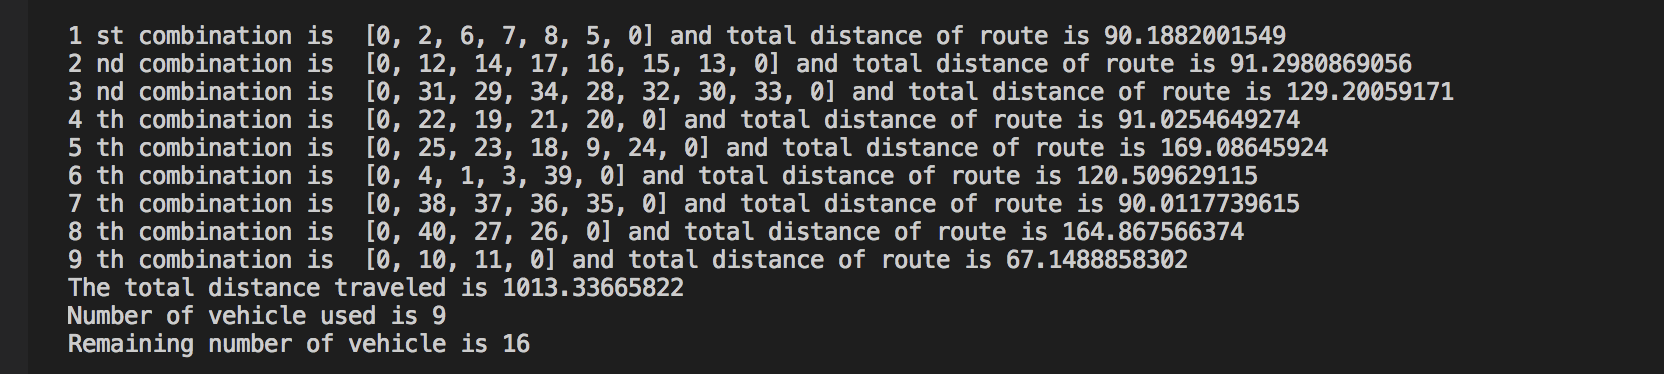 1 st combination is  [0, 2, 6, 7, 8, 5, 0] and total distance of route is 90.1882001549
2 nd combination is  [0, 12, 14, 17, 16, 15, 13, 0] and total distance of route is 91.2980869056
3 nd combination is  [0, 31, 29, 34, 28, 32, 30, 33, 0] and total distance of route is 129.20059171
4 th combination is  [0, 22, 19, 21, 20, 0] and total distance of route is 91.0254649274
5 th combination is  [0, 25, 23, 18, 9, 24, 0] and total distance of route is 169.08645924
6 th combination is  [0, 4, 1, 3, 39, 0] and total distance of route is 120.509629115
7 th combination is  [0, 38, 37, 36, 35, 0] and total distance of route is 90.0117739615
8 th combination is  [0, 40, 27, 26, 0] and total distance of route is 164.867566374
9 th combination is  [0, 10, 11, 0] and total distance of route is 67.1488858302
The total distance traveled is 1013.33665822
Number of vehicle used is 9
Remaining number of vehicle is 16